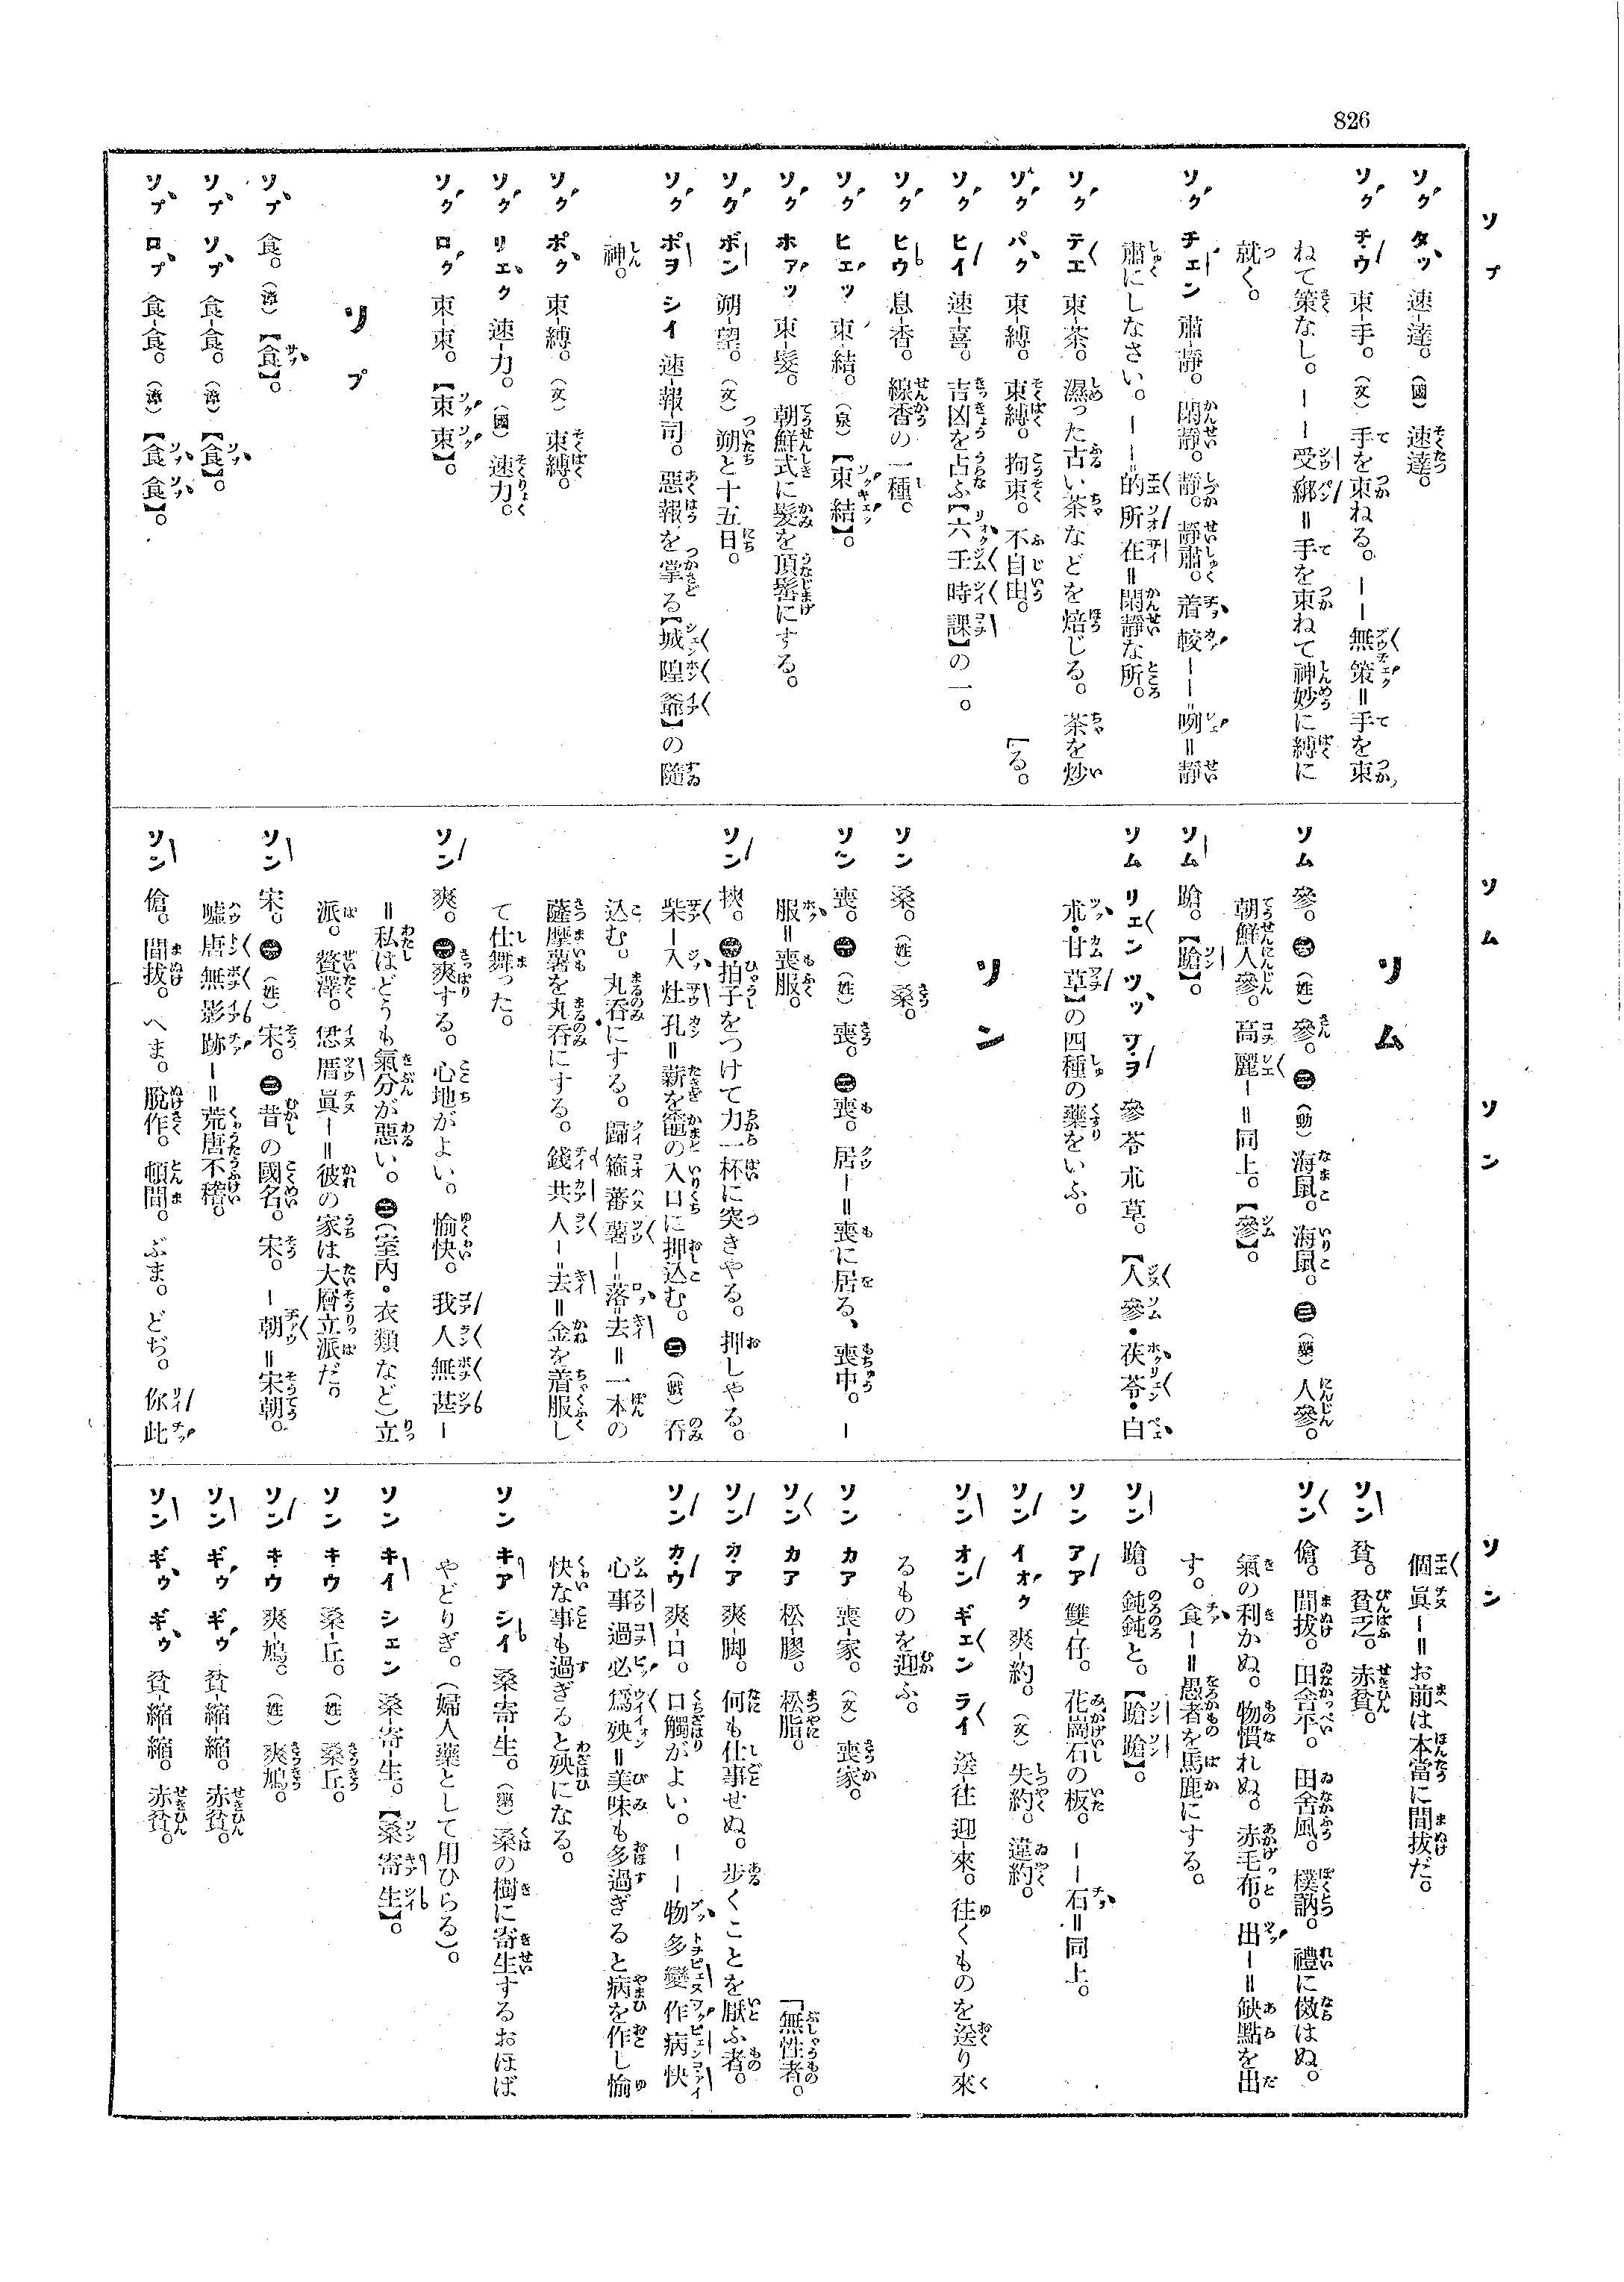 826
ソプ
ソム　ソン
ソン
ソク タッ 速-達。（國）速達。
ソク チウ 束-手。（文）手を束ねる。——無策＝手を束
ねて策なし。——受綁＝手を束ねて神妙に縛に
就く。
ソク チェン 肅-靜。閑靜。靜。靜肅。着較——=咧＝靜
肅にしなさい。——=的所在＝閑靜な所。
ソク テエ 束-茶。濕った古い茶などを焙じる。茶を炒
［る。
ソク パク 束-縛。束縛。拘束。不自由。
ソク ヒイ 速-喜。吉凶を占ふ【六壬時課】の一。
ソク ヒウ 息-香。線香の一種。
ソク ヒェッ 束-結。（泉）【束結】。
ソク ホアッ 束-髮。朝鮮式に髮を頂髷にする。
ソク ボン 朔-望。（文）朔と十五日。
ソク ポヲ シイ 速-報-司。惡報を掌る【城隍爺】の隨
神。
ソク ポク 束-縛。（文）束縛。
ソク リェク 速-力。（國）速力。
ソク ロク 束-束。【束束】。
ソプ
ソプ 食。（漳）【食】。
ソプ ソプ 食-食。（漳）【食】。
ソプ ロプ 食-食。（漳）【食食】。
ソム
ソム 參。㊀（姓）參。㊁（動）海鼠。海鼠。㊂（藥）人參。
朝鮮人參。高麗—＝同上。【參】。
ソム 蹌。【蹌】。
ソム リェン ツッ ツヲ 參苓朮草。【人參・茯苓・白
朮・甘草】の四種の藥をいふ。
ソン
ソン 桑。（姓）桑。
ソン 喪。㊀（姓）喪。㊁喪。居—＝喪に居る、喪中。—
服＝喪服。
ソン 㧒。㊀拍子をつけて力一杯に突きやる。押しやる。
柴—入灶孔＝薪を竈の入口に押込む。㊁（戯）呑
込む。丸呑にする。歸箍蕃薯—=落=去＝一本の
薩摩薯を丸呑にする。錢共人—=去＝金を着服し
て仕舞った。
ソン 爽。㊀爽する。心地がよい。愉快。我人無甚—
＝私はどうも氣分が惡い。㊁（室内・衣類など）立
派。贅澤。恁厝眞—＝彼の家は大層立派だ。
ソン 宋。㊀（姓）宋。㊁昔の國名。宋。—朝＝宋朝。
嘘唐無影跡—＝荒唐不稽。
ソン 傖。間拔。へま。脫作。頓間。ぶま。どぢ。你此
個眞—＝お前は本當に間拔だ。
ソン 貧。貧乏。赤貧。
ソン 傖。間拔。田舍平。田舍風。樸訥。禮に倣はぬ。
氣の利かぬ。物慣れぬ。赤毛布。出—＝缺點を出
す。食—＝愚者を馬鹿にする。
ソン 蹌。鈍鈍と。【蹌蹌】。
ソン アア 雙-仔。花崗石の板。——石＝同上。
ソン イオク 爽-約。（文）失約。違約。
ソン オン ギェン ライ 送-往迎-來。往くものを送り來
るものを迎ふ。
ソン カア 喪-家。（文）喪家。
ソン カア 松-膠。松脂。
［無性者。
ソン カ・ア 爽-脚。何も仕事せぬ。步くことを厭ふ者。
ソン カ・ウ 爽-口。口觸がよい。——物多變作病快
心事過必爲殃＝美味も多過ぎると病を作し愉
快な事も過ぎると殃になる。
ソン キア シイ 桑-寄-生。（藥）桑の樹に寄生するおほば
やどりぎ。（婦人藥として用ひらる）。
ソン キイ シェン 桑-寄-生。【桑寄生】。
ソン キ・ウ 桑-丘。（姓）桑丘。
ソン キ・ウ 爽-鳩。（姓）爽鳩。
ソン ギウ ギウ 貧-縮-縮。赤貧。
ソン ギウ ギウ 貧-縮-縮。赤貧。